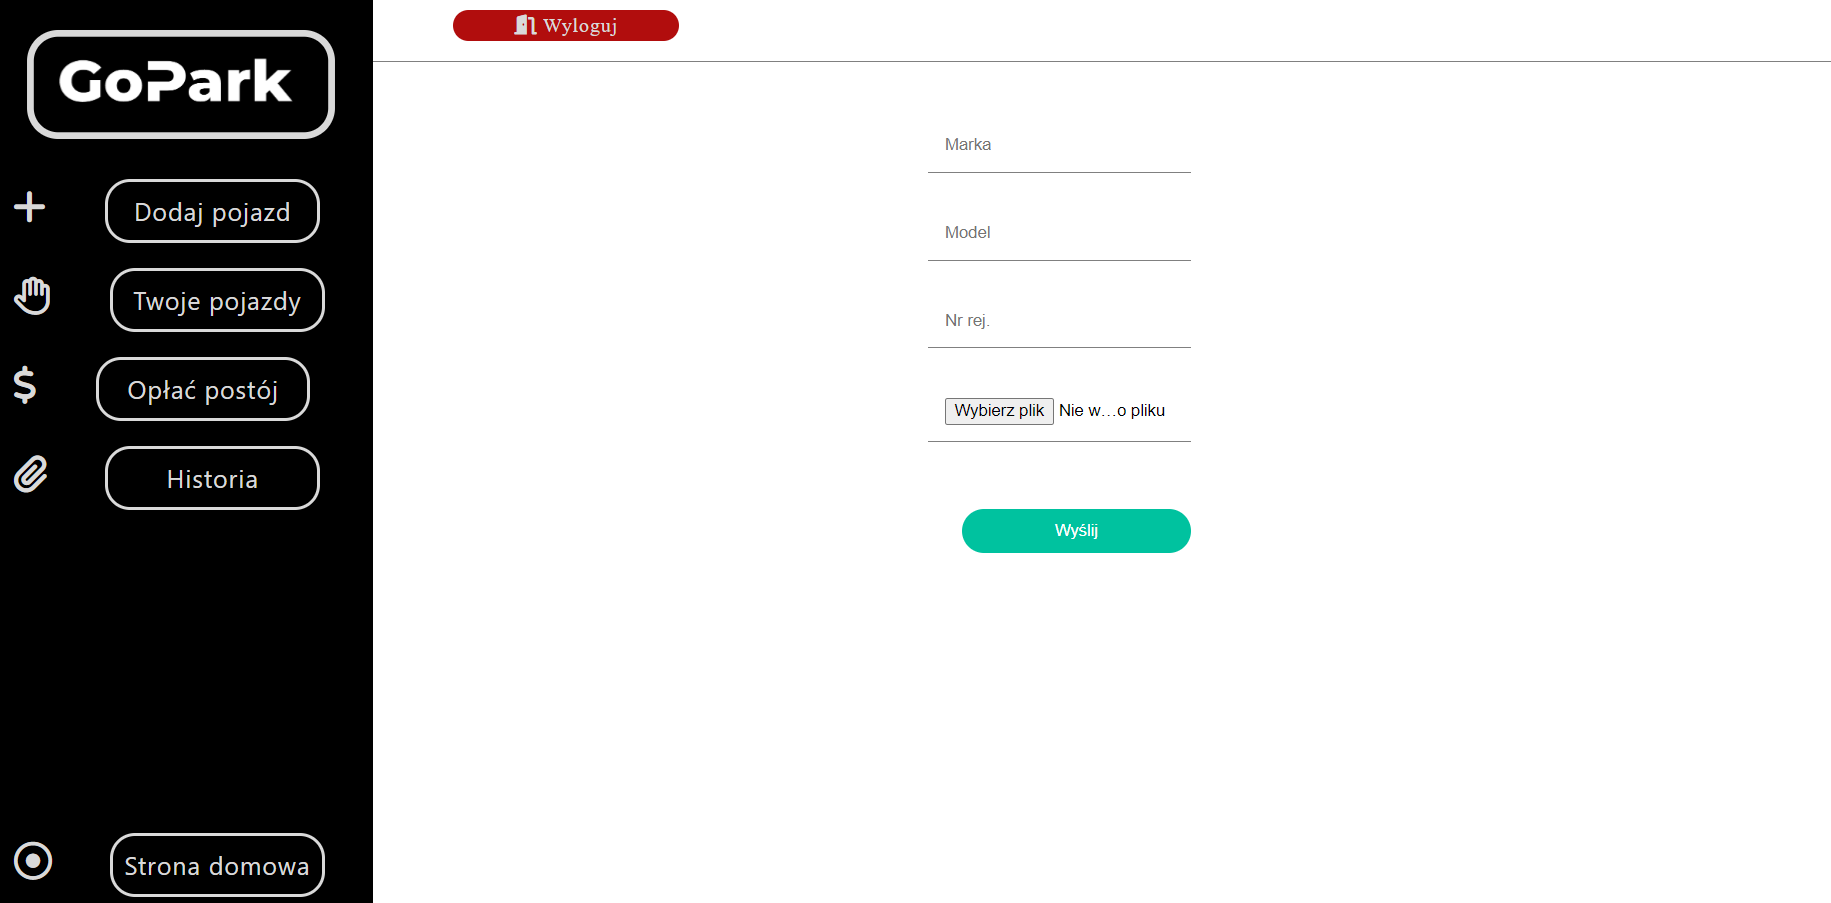 GoPark
Dodaj pojazd
Twoje pojazdy
Opłać postój
Historia
Strona domowa
Wyloguj
Marka
Model
Nr rej.
Wybierz plik Nie w…o pliku
Wyślij